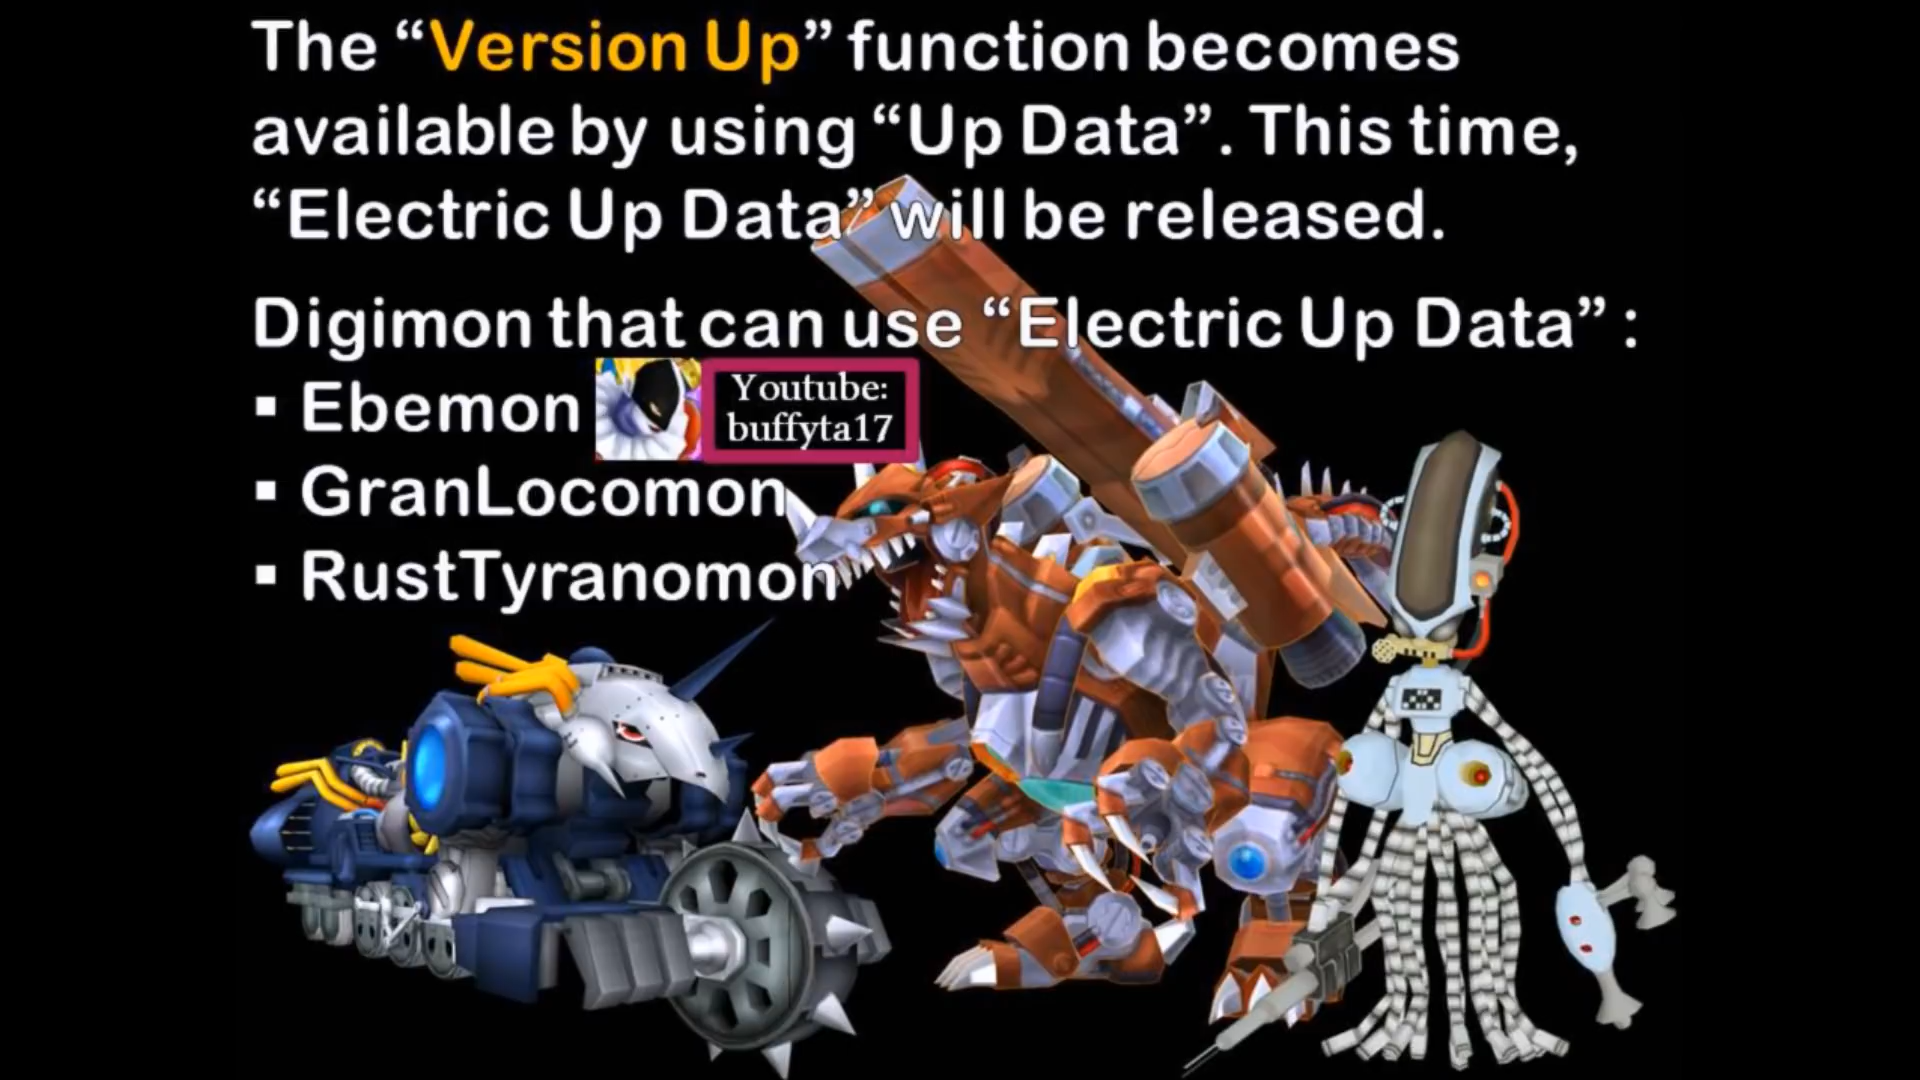 The “Version Up” function becomes
available by using “Up Data”. This time,
“Electric Up Data” will be released.
Digimon that can use “Electric Up Data” :
▪ Ebemon
Youtube:
buffyta17
▪ GranLocomon
▪ RustTyranomon